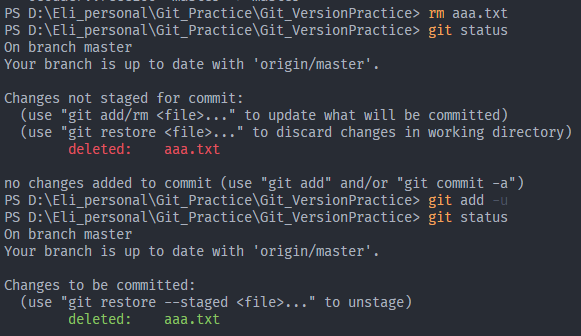 PS D:\Eli_personal\Git_Practice\Git_VersionPractice> rm aaa.txt
PS D:\Eli_personal\Git_Practice\Git_VersionPractice> git status
On branch master
Your branch is up to date with 'origin/master'.
Changes not staged for commit:
(use "git add/rm <file>..." to update what will be committed)
(use "git restore <file>..." to discard changes in working directory)
deleted: aaa.txt
no changes added to commit (use "git add" and/or "git commit -a")
PS D:\Eli_personal\Git_Practice\Git_VersionPractice> git add -u
PS D:\Eli_personal\Git_Practice\Git_VersionPractice> git status
On branch master
Your branch is up to date with 'origin/master'.
Changes to be committed:
(use "git restore --staged <file>..." to unstage)
deleted: aaa.txt